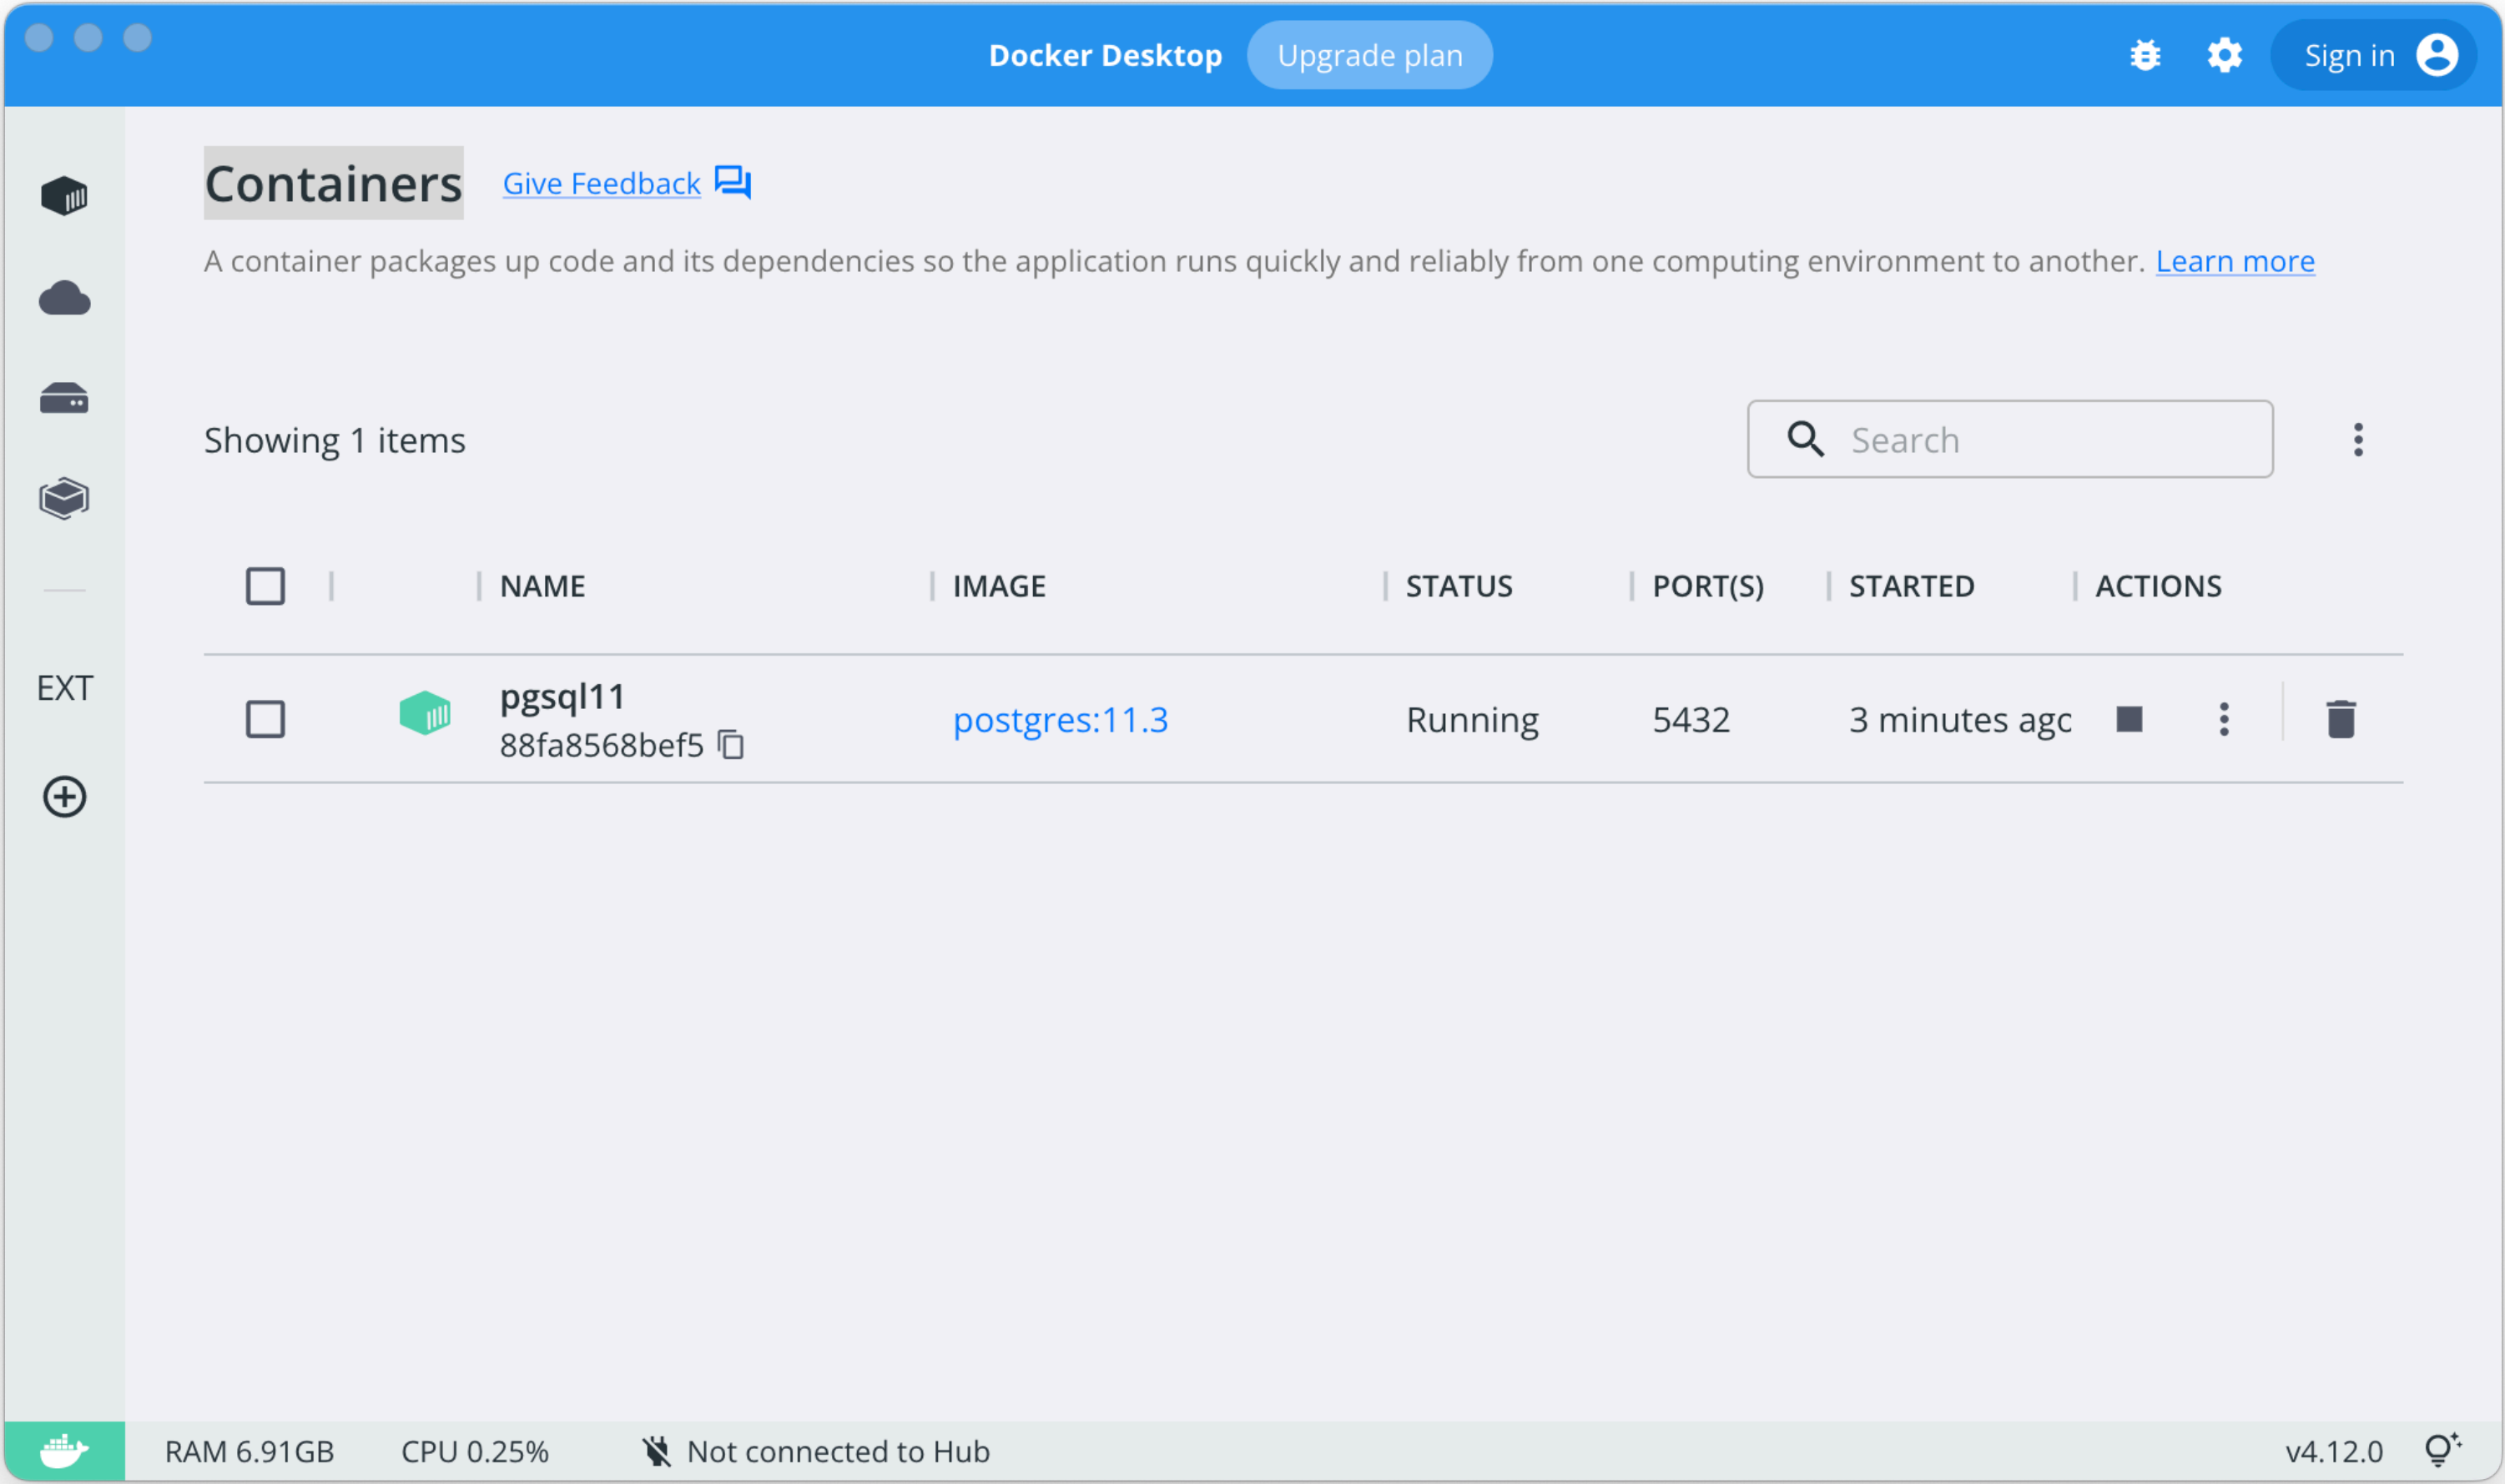 Docker Desktop Upgrade plan Sign in
Containers Give Feedback
A container packages up code and its dependencies so the application runs quickly and reliably from one computing environment to another. Learn more
Showing 1 items Search
NAME IMAGE STATUS PORT(S) STARTED ACTIONS
EXT
pgsql11
88fa8568bef5 postgres:11.3 Running 5432 3 minutes ago
RAM 6.91GB CPU 0.25% Not connected to Hub v4.12.0